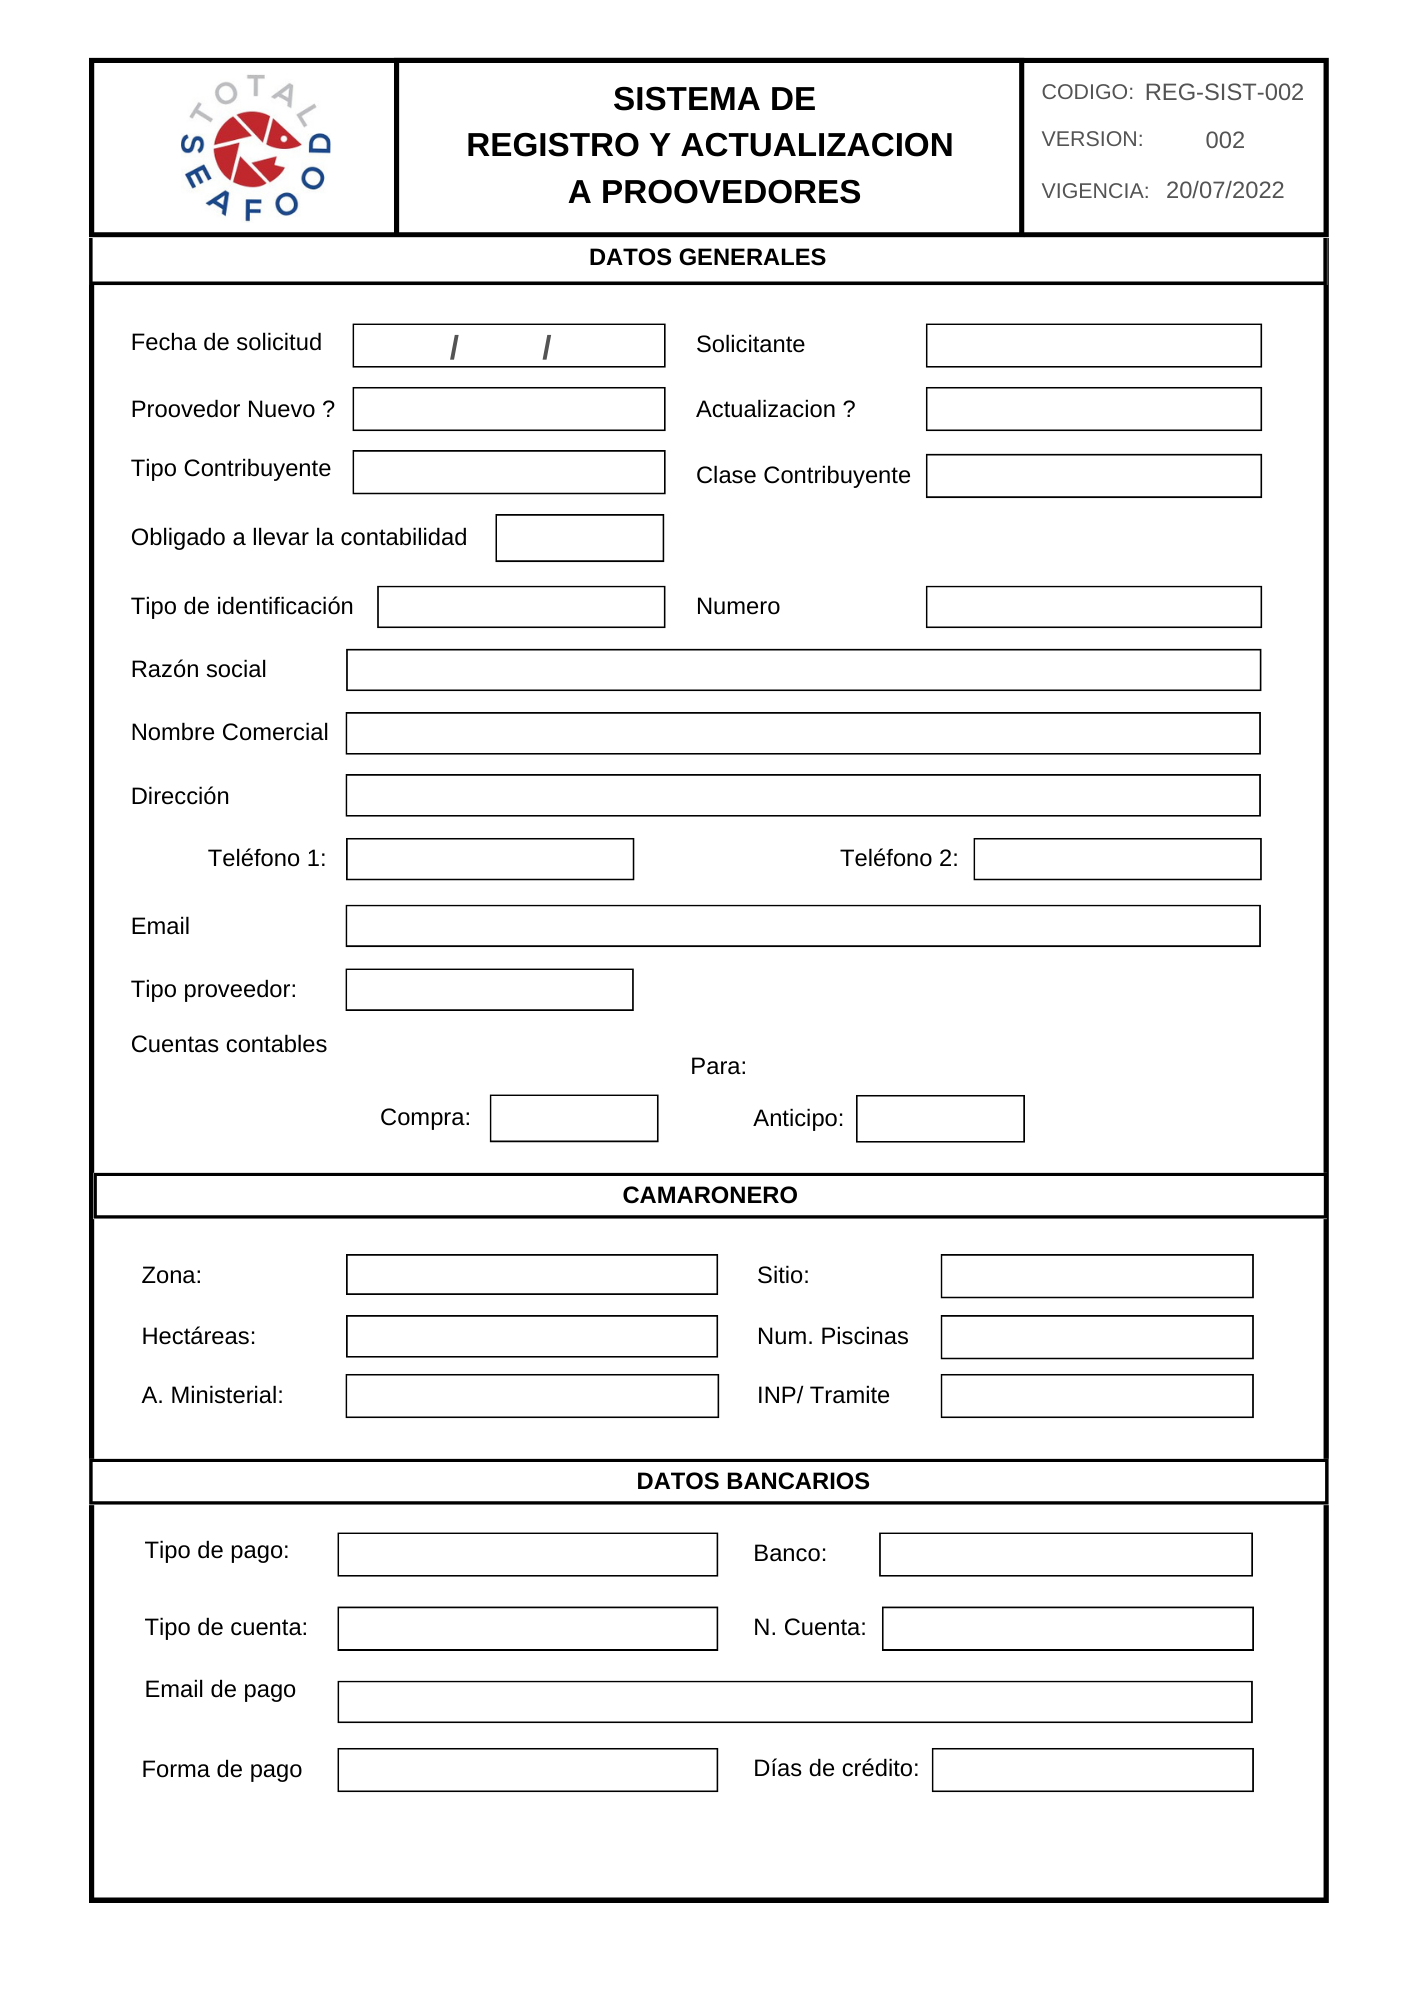 TOTAL
SEAFOOD
SISTEMA DE
REGISTRO Y ACTUALIZACION
A PROOVEDORES
CODIGO: REG-SIST-002
VERSION: 002
VIGENCIA: 20/07/2022
DATOS GENERALES
Fecha de solicitud / / Solicitante
Proovedor Nuevo ? Actualizacion ?
Tipo Contribuyente Clase Contribuyente
Obligado a llevar la contabilidad
Tipo de identificación Numero
Razón social
Nombre Comercial
Dirección
Teléfono 1: Teléfono 2:
Email
Tipo proveedor:
Cuentas contables
Para:
Compra: Anticipo:
CAMARONERO
Zona: Sitio:
Hectáreas: Num. Piscinas
A. Ministerial: INP/ Tramite
DATOS BANCARIOS
Tipo de pago: Banco:
Tipo de cuenta: N. Cuenta:
Email de pago
Forma de pago Días de crédito: